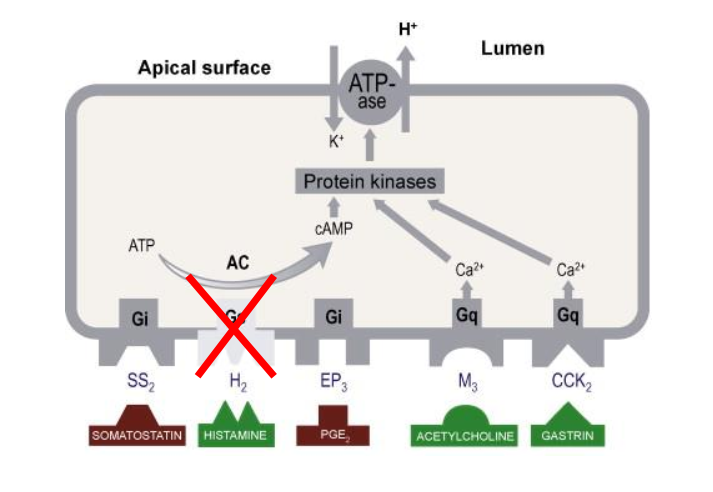 H⁺
Lumen
Apical surface
ATP-
ase
K⁺
Protein kinases
cAMP
ATP
AC
Ca²⁺
Ca²⁺
Gi
Gs
Gi
Gq
Gq
SS₂
H₂
EP₃
M₃
CCK₂
SOMATOSTATIN
HISTAMINE
PGE₂
ACETYLCHOLINE
GASTRIN